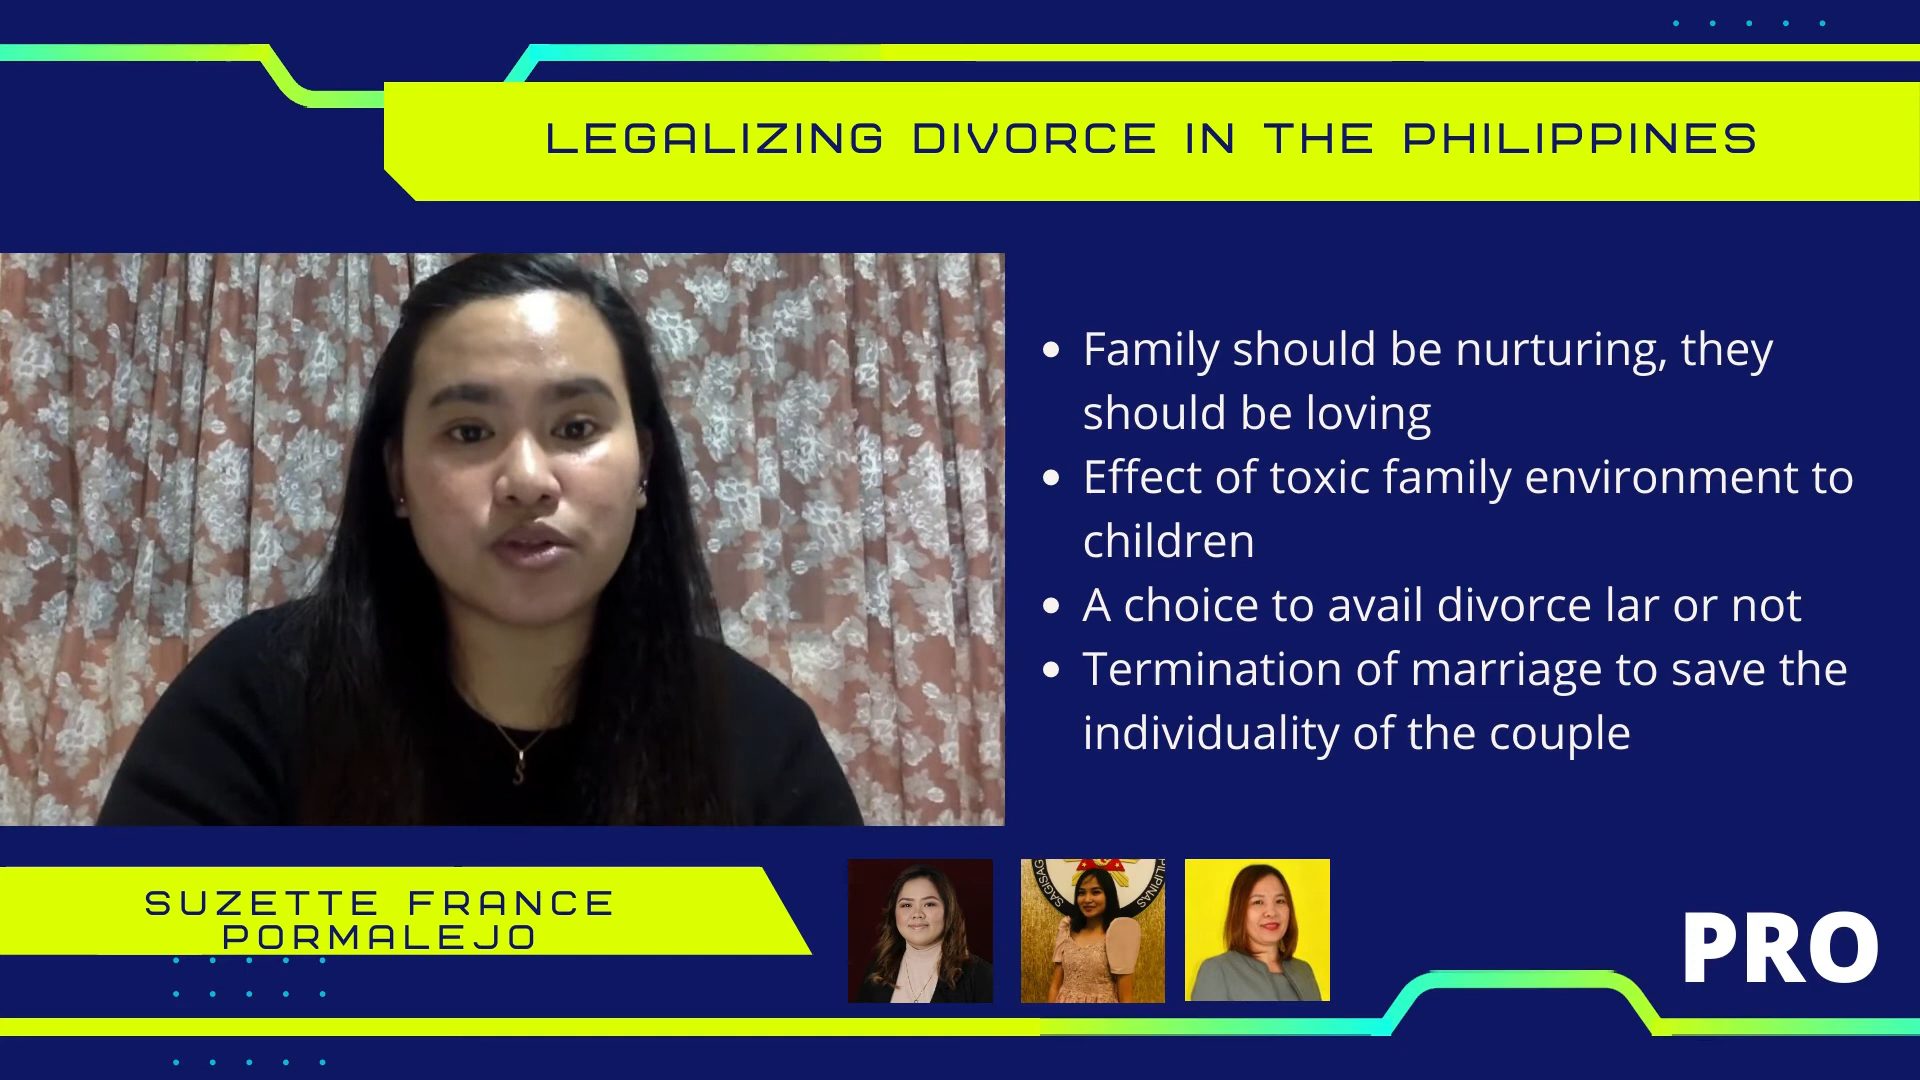 LEGALIZING DIVORCE IN THE PHILIPPINES
• Family should be nurturing, they
should be loving
• Effect of toxic family environment to
children
• A choice to avail divorce lar or not
• Termination of marriage to save the
individuality of the couple
SUZETTE FRANCE
PORMALEJO
SAGISAG
PILIPINAS
PRO